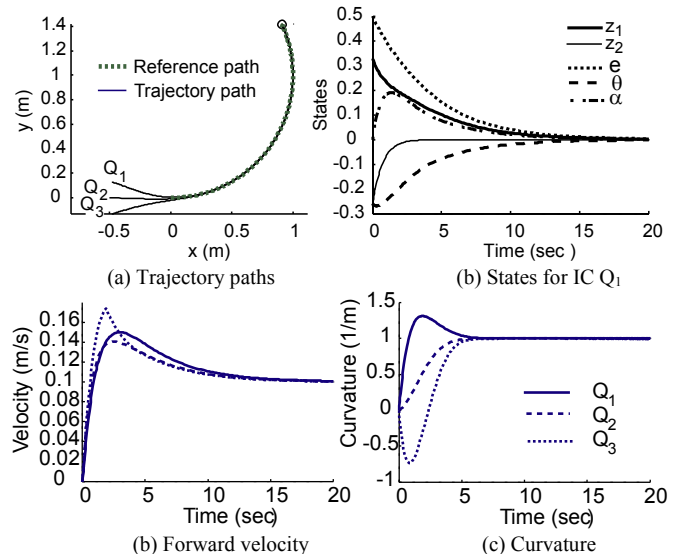 1.4
1.2
1
0.8
0.6
0.4
0.2
0
y (m)
Reference path
Trajectory path
Q1
Q2
Q3
-0.5
0
0.5
1
x (m)
(a) Trajectory paths
0.5
0.4
0.3
0.2
0.1
0
-0.1
-0.2
-0.3
States
z1
z2
e
θ
α
0
5
10
15
20
Time (sec )
(b) States for IC Q1
0.16
0.14
0.12
0.1
0.08
0.06
0.04
0.02
0
Velocity (m/s)
0
5
10
15
20
Time (sec)
(b) Forward velocity
1.5
1
0.5
0
-0.5
-1
Curvature (1/m)
Q1
Q2
Q3
0
5
10
15
20
Time (sec)
(c) Curvature